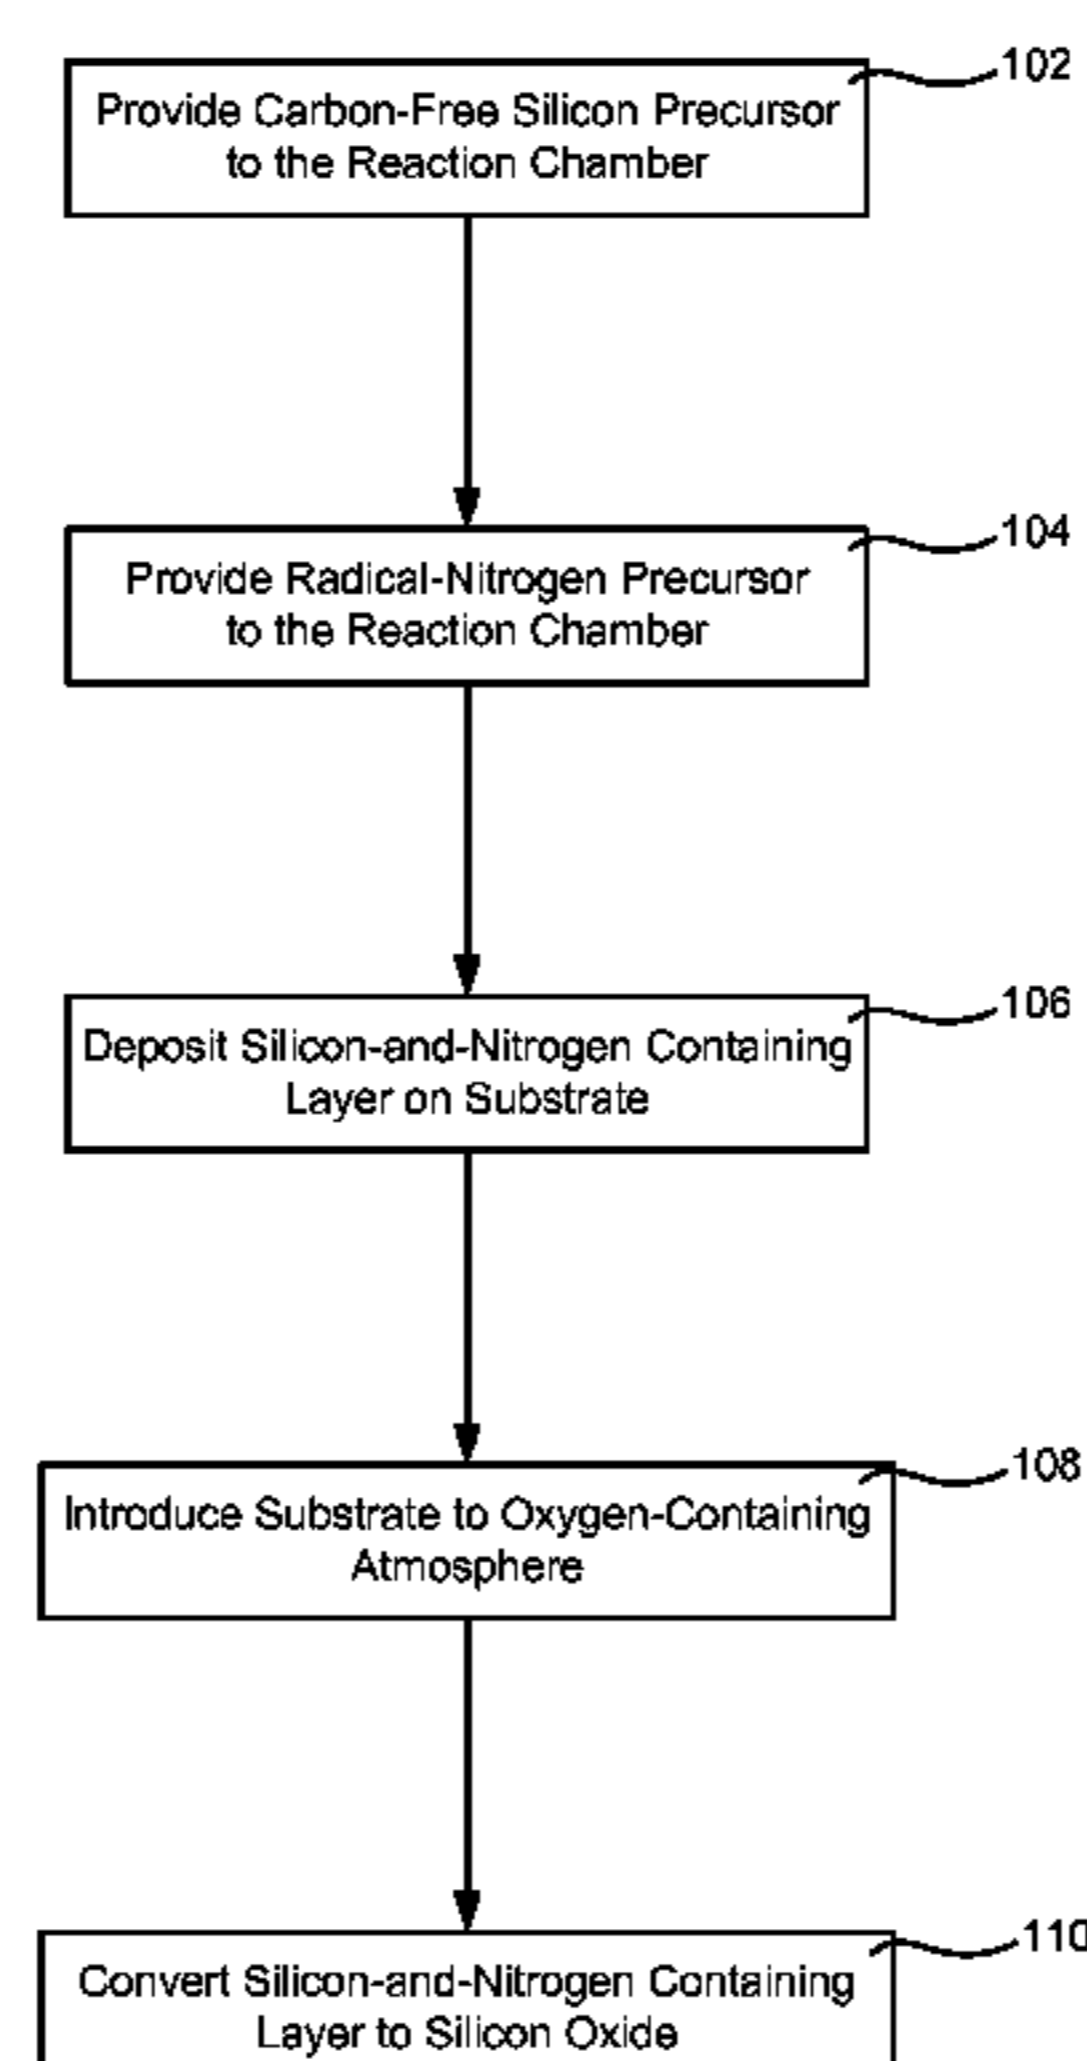 102
Provide Carbon-Free Silicon Precursor
to the Reaction Chamber
104
Provide Radical-Nitrogen Precursor
to the Reaction Chamber
106
Deposit Silicon-and-Nitrogen Containing
Layer on Substrate
108
Introduce Substrate to Oxygen-Containing
Atmosphere
110
Convert Silicon-and-Nitrogen Containing
Layer to Silicon Oxide